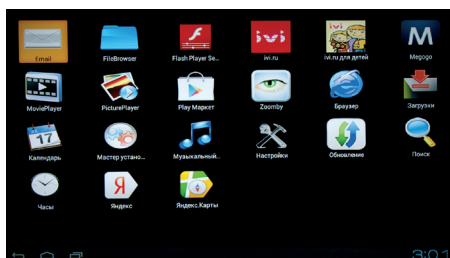 Email
FileBrowser
Flash Player Se...
ivi.ru
ivi.ru для детей
Megogo
MoviePlayer
PicturePlayer
Play Маркет
Zoomby
Браузер
Загрузки
Календарь
Мастер устано...
Музыкальный...
Настройки
Обновление
Поиск
Часы
Яндекс
Яндекс.Карты
3:01